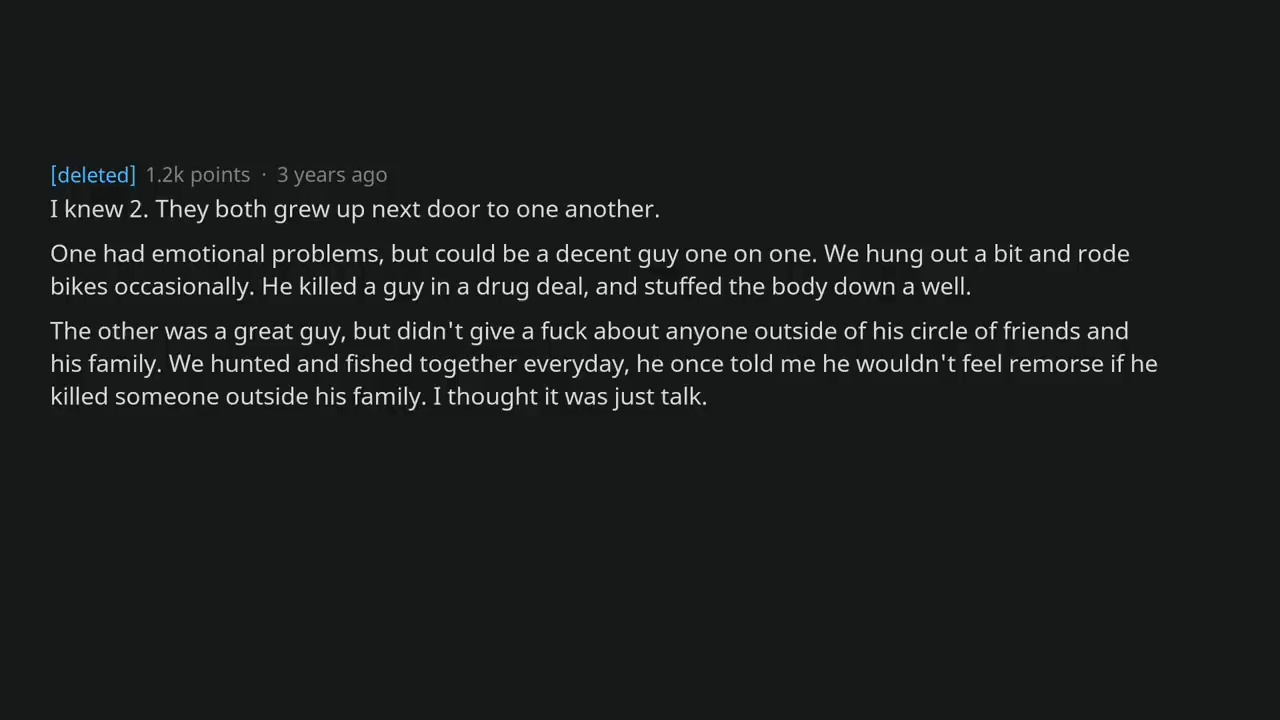 [deleted] 1.2k points · 3 years ago
I knew 2. They both grew up next door to one another.
One had emotional problems, but could be a decent guy one on one. We hung out a bit and rode
bikes occasionally. He killed a guy in a drug deal, and stuffed the body down a well.
The other was a great guy, but didn't give a fuck about anyone outside of his circle of friends and
his family. We hunted and fished together everyday, he once told me he wouldn't feel remorse if he
killed someone outside his family. I thought it was just talk.